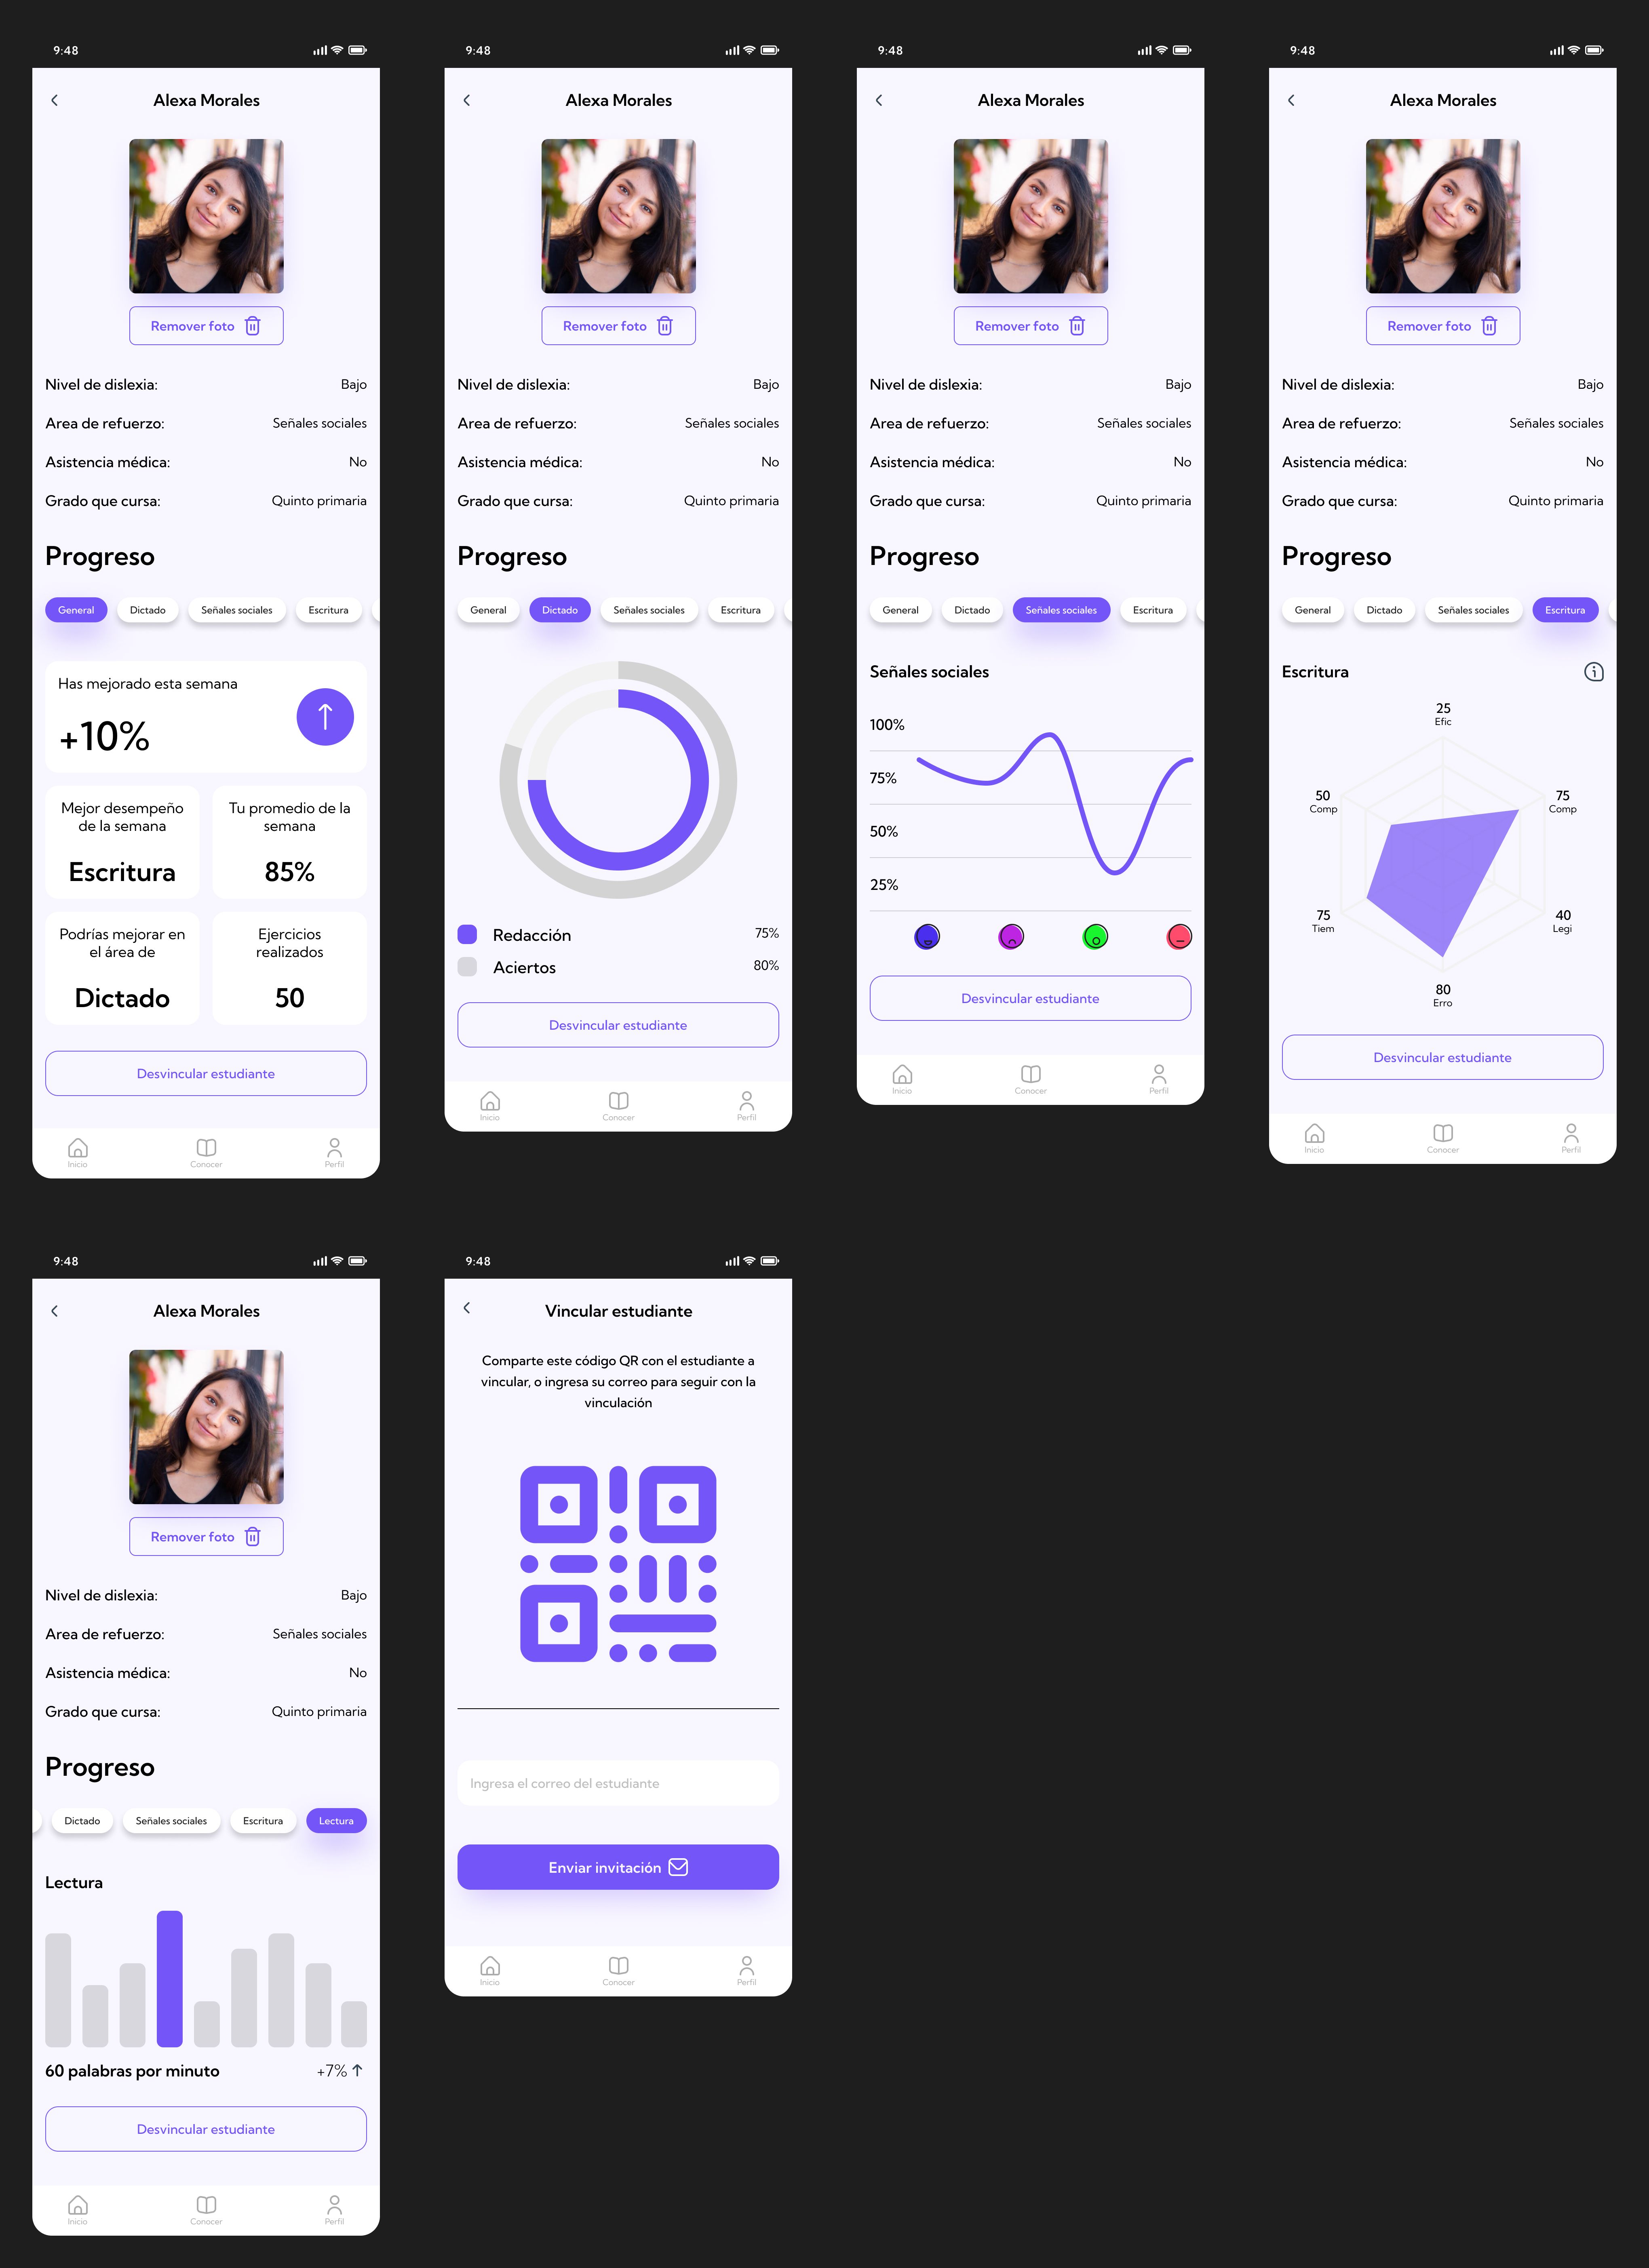 9:48
Alexa Morales
Remover foto
Nivel de dislexia: Bajo
Area de refuerzo: Señales sociales
Asistencia médica: No
Grado que cursa: Quinto primaria
Progreso
General Dictado Señales sociales Escritura
Has mejorado esta semana
+10%
Mejor desempeño
de la semana
Escritura
Tu promedio de la
semana
85%
Podrías mejorar en
el área de
Dictado
Ejercicios
realizados
50
Desvincular estudiante
Inicio Conocer Perfil
9:48
Alexa Morales
Remover foto
Nivel de dislexia: Bajo
Area de refuerzo: Señales sociales
Asistencia médica: No
Grado que cursa: Quinto primaria
Progreso
General Dictado Señales sociales Escritura
Redacción 75%
Aciertos 80%
Desvincular estudiante
Inicio Conocer Perfil
9:48
Alexa Morales
Remover foto
Nivel de dislexia: Bajo
Area de refuerzo: Señales sociales
Asistencia médica: No
Grado que cursa: Quinto primaria
Progreso
General Dictado Señales sociales Escritura
Señales sociales
100%
75%
50%
25%
Desvincular estudiante
Inicio Conocer Perfil
9:48
Alexa Morales
Remover foto
Nivel de dislexia: Bajo
Area de refuerzo: Señales sociales
Asistencia médica: No
Grado que cursa: Quinto primaria
Progreso
General Dictado Señales sociales Escritura
Escritura
25
Efic
50
Comp
75
Comp
75
Tiem
40
Legi
80
Erro
Desvincular estudiante
Inicio Conocer Perfil
9:48
Alexa Morales
Remover foto
Nivel de dislexia: Bajo
Area de refuerzo: Señales sociales
Asistencia médica: No
Grado que cursa: Quinto primaria
Progreso
Dictado Señales sociales Escritura Lectura
Lectura
60 palabras por minuto +7%
Desvincular estudiante
Inicio Conocer Perfil
9:48
Vincular estudiante
Comparte este código QR con el estudiante a
vincular, o ingresa su correo para seguir con la
vinculación
Ingresa el correo del estudiante
Enviar invitación
Inicio Conocer Perfil